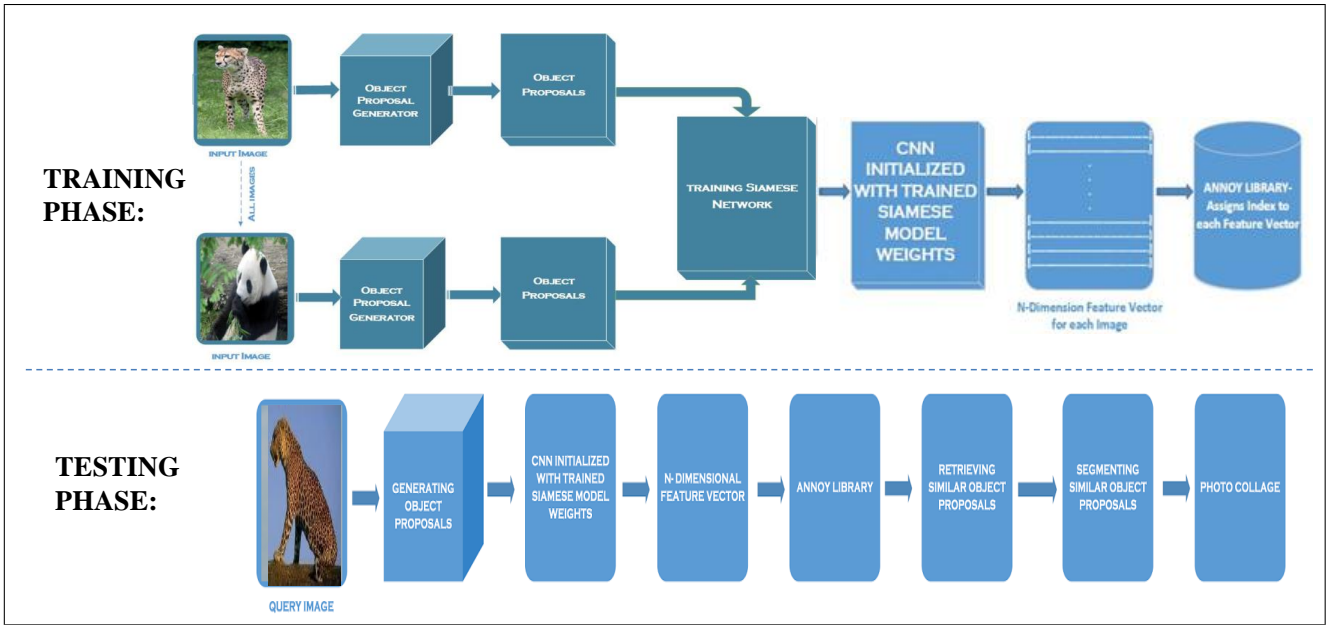 TRAINING
PHASE:
INPUT IMAGE
ALL IMAGES
OBJECT
PROPOSAL
GENERATOR
OBJECT
PROPOSALS
INPUT IMAGE
OBJECT
PROPOSAL
GENERATOR
OBJECT
PROPOSALS
TRAINING SIAMESE
NETWORK
CNN
INITIALIZED
WITH TRAINED
SIAMESE
MODEL
WEIGHTS
N-Dimension Feature Vector
for each Image
ANNOY LIBRARY-
Assigns Index to
each Feature Vector
TESTING
PHASE:
QUERY IMAGE
GENERATING
OBJECT
PROPOSALS
CNN INITIALIZED
WITH TRAINED
SIAMESE MODEL
WEIGHTS
N- DIMENSIONAL
FEATURE VECTOR
ANNOY LIBRARY
RETRIEVING
SIMILAR OBJECT
PROPOSALS
SEGMENTING
SIMILAR OBJECT
PROPOSALS
PHOTO COLLAGE